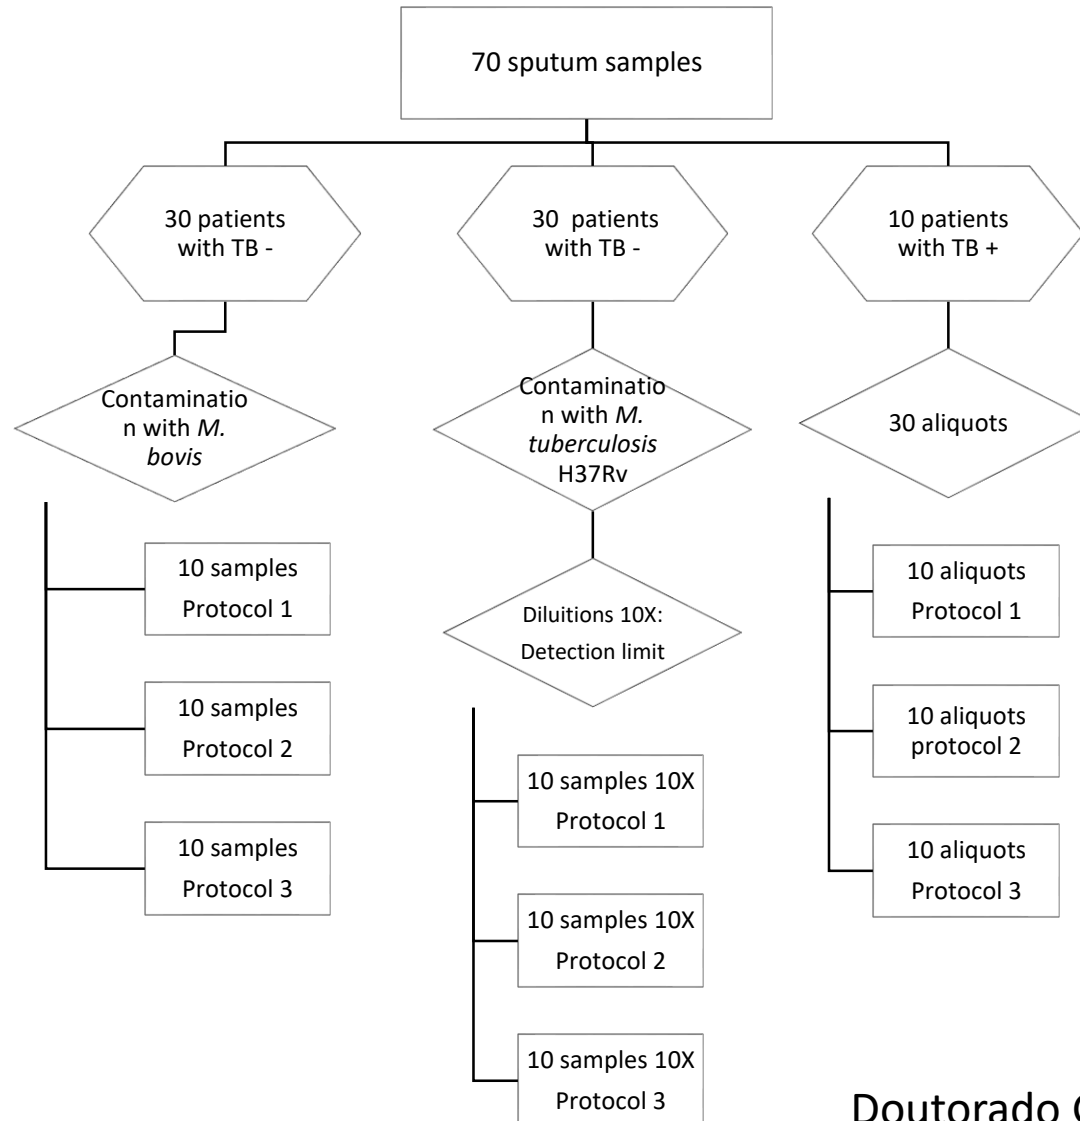 70 sputum samples
30 patients
with TB -
30 patients
with TB -
10 patients
with TB +
Contaminatio
n with M.
bovis
Contaminatio
n with M.
tuberculosis
H37Rv
30 aliquots
10 samples
Protocol 1
10 samples
Protocol 2
10 samples
Protocol 3
Diluitions 10X:
Detection limit
10 samples 10X
Protocol 1
10 samples 10X
Protocol 2
10 samples 10X
Protocol 3
10 aliquots
Protocol 1
10 aliquots
protocol 2
10 aliquots
Protocol 3
Doutorado